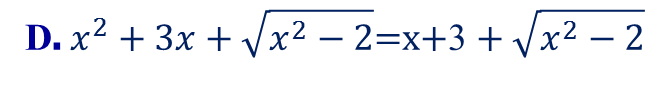 D. x² + 3x + √(x² − 2)=x+3 + √(x² − 2)